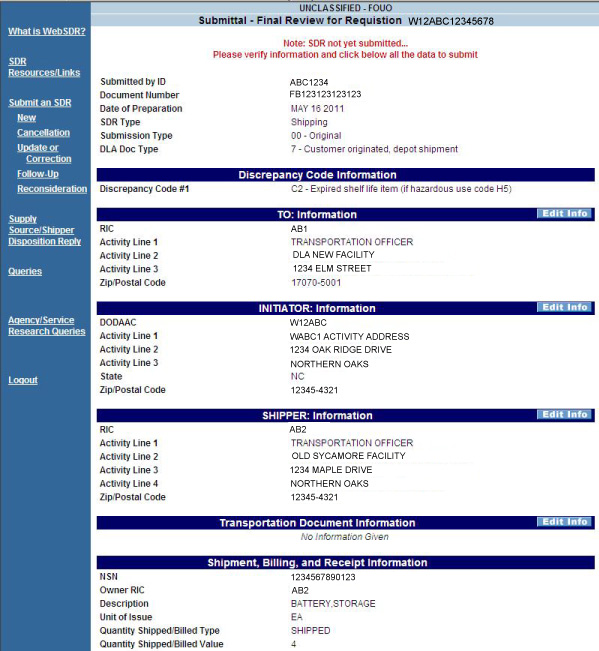 UNCLASSIFIED - FOUO
Submittal - Final Review for Requistion W12ABC12345678
What is WebSDR?
SDR
Resources/Links
Submit an SDR
New
Cancellation
Update or
Correction
Follow-Up
Reconsideration
Supply
Source/Shipper
Disposition Reply
Queries
Agency/Service
Research Queries
Logout
Note: SDR not yet submitted...
Please verify information and click below all the data to submit
Submitted by ID ABC1234
Document Number FB123123123123
Date of Preparation MAY 16 2011
SDR Type Shipping
Submission Type 00 - Original
DLA Doc Type 7 - Customer originated, depot shipment
Discrepancy Code Information
Discrepancy Code #1 C2 - Expired shelf life item (if hazardous use code H5)
TO: Information Edit Info
RIC AB1
Activity Line 1 TRANSPORTATION OFFICER
Activity Line 2 DLA NEW FACILITY
Activity Line 3 1234 ELM STREET
Zip/Postal Code 17070-5001
INITIATOR: Information Edit Info
DODAAC W12ABC
Activity Line 1 WABC1 ACTIVITY ADDRESS
Activity Line 2 1234 OAK RIDGE DRIVE
Activity Line 3 NORTHERN OAKS
State NC
Zip/Postal Code 12345-4321
SHIPPER: Information Edit Info
RIC AB2
Activity Line 1 TRANSPORTATION OFFICER
Activity Line 2 OLD SYCAMORE FACILITY
Activity Line 3 1234 MAPLE DRIVE
Activity Line 4 NORTHERN OAKS
Zip/Postal Code 12345-4321
Transportation Document Information Edit Info
No Information Given
Shipment, Billing, and Receipt Information
NSN 1234567890123
Owner RIC AB2
Description BATTERY,STORAGE
Unit of Issue EA
Quantity Shipped/Billed Type SHIPPED
Quantity Shipped/Billed Value 4